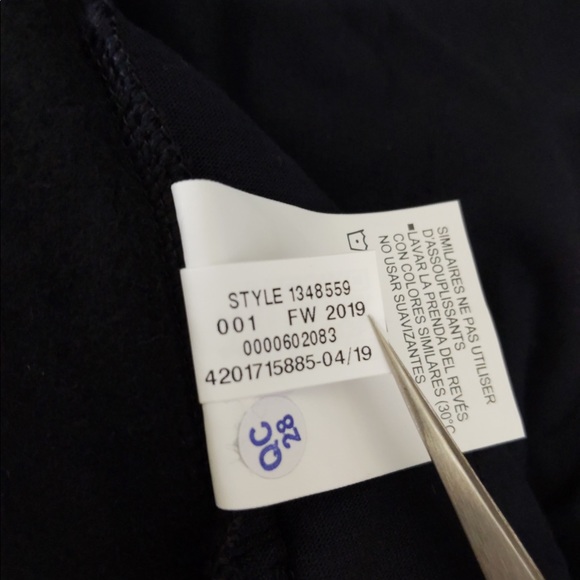 STYLE 1348559
001 FW 2019
0000602083
4201715885-04/19
QC
28
SIMILAIRES NE PAS UTILISER
D'ASSOUPLISSANTS
■LAVAR LA PRENDA DEL REVÉS
CON COLORES SIMILARES (30°C
NO USAR SUAVIZANTES